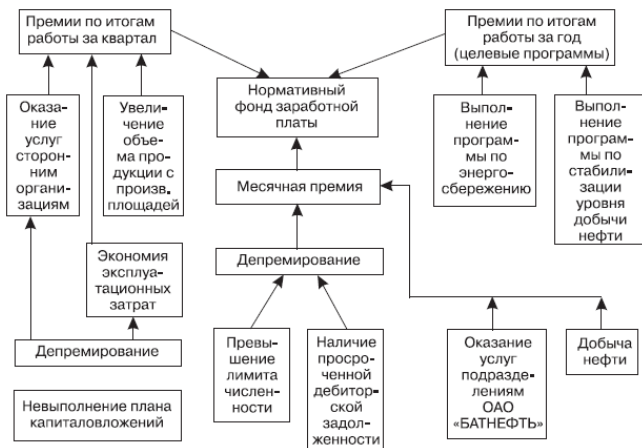 Премии по итогам
работы за квартал
Премии по итогам
работы за год
(целевые программы)
Нормативный
фонд заработной
платы
Оказа-
ние
услуг
сторон-
ним
органи-
зациям
Увели-
чение
объе-
ма про-
дукции с
произв.
площадей
Выпол-
нение
програм-
мы по
энерго-
сбережению
Выпол-
нение
програм-
мы по
стабили-
зации
уровня
добычи
нефти
Месячная премия
Экономия
эксплуа-
тационных
затрат
Депремирование
Депремирование
Превы-
шение
лимита
числен-
ности
Наличие
просро-
ченной
дебитор-
ской
задол-
женности
Оказание
услуг
подразде-
лениям
ОАО
«БАТНЕФТЬ»
Добыча
нефти
Невыполнение плана
капиталовложений